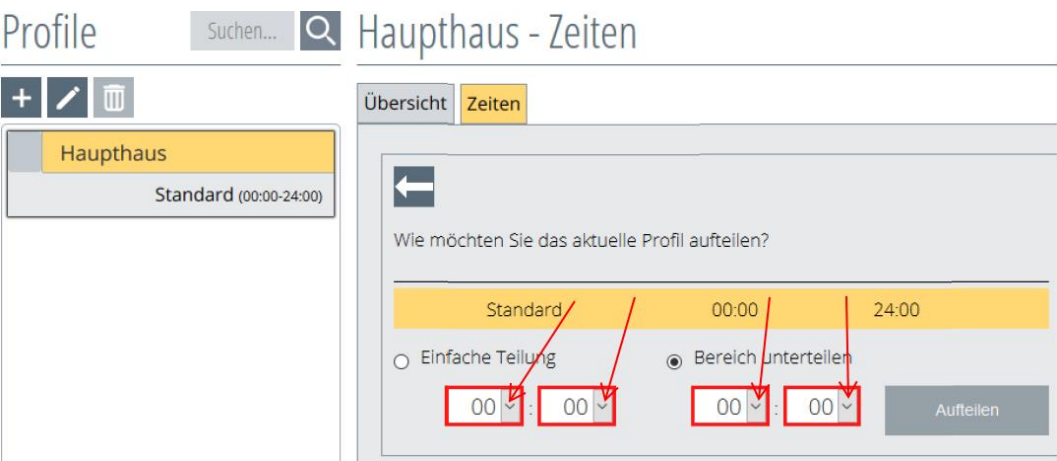 Profile
Suchen...
Haupthaus - Zeiten
Übersicht Zeiten
Haupthaus
Standard (00:00-24:00)
Wie möchten Sie das aktuelle Profil aufteilen?
Standard 00:00 24:00
Einfache Teilung Bereich unterteilen
00 : 00 00 : 00 Aufteilen